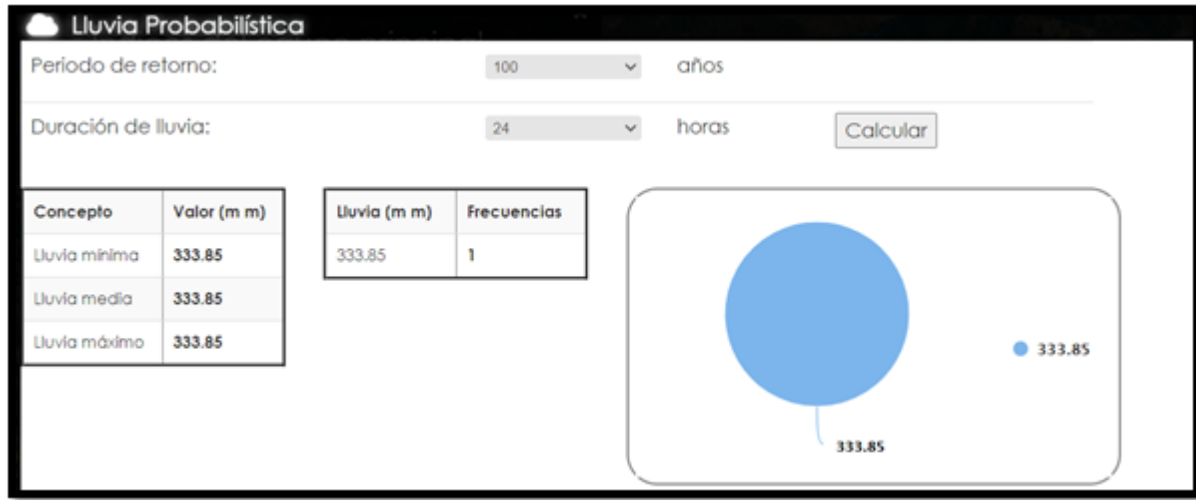 Lluvia Probabilística
Periodo de retorno: 100 años
Duración de lluvia: 24 horas Calcular
Concepto Valor (m m)
Lluvia mínima 333.85
Lluvia media 333.85
Lluvia máximo 333.85
Lluvia (m m) Frecuencias
333.85 1
333.85
333.85